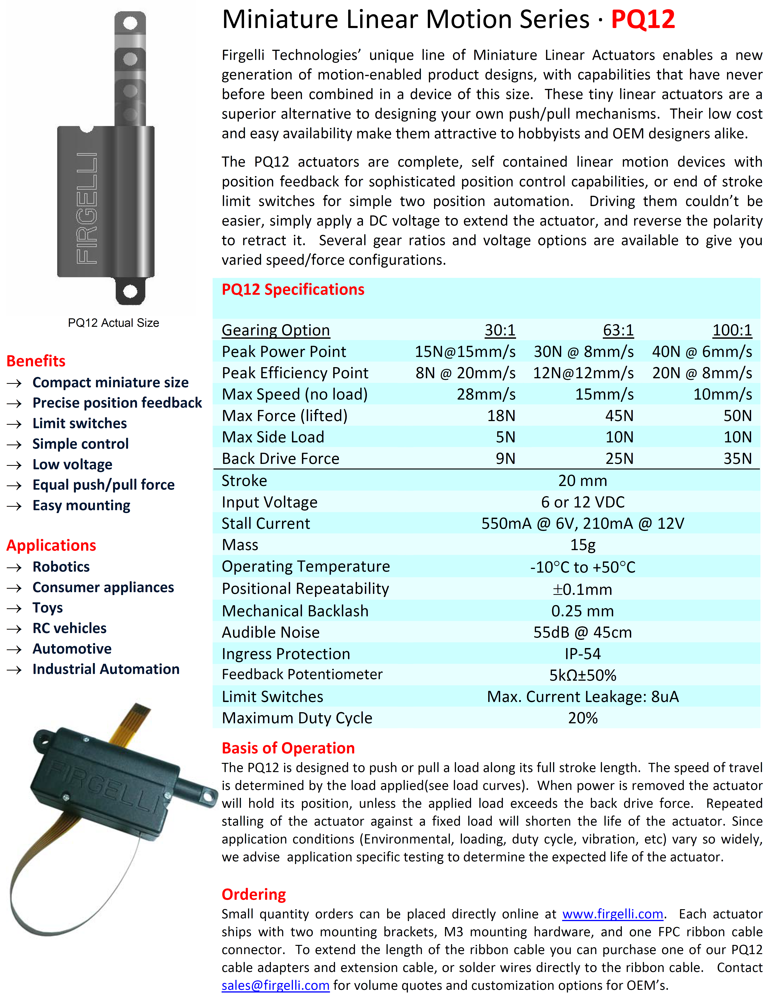 Miniature Linear Motion Series · PQ12
Firgelli Technologies’ unique line of Miniature Linear Actuators enables a new
generation of motion-enabled product designs, with capabilities that have never
before been combined in a device of this size. These tiny linear actuators are a
superior alternative to designing your own push/pull mechanisms. Their low cost
and easy availability make them attractive to hobbyists and OEM designers alike.
The PQ12 actuators are complete, self contained linear motion devices with
position feedback for sophisticated position control capabilities, or end of stroke
limit switches for simple two position automation. Driving them couldn’t be
easier, simply apply a DC voltage to extend the actuator, and reverse the polarity
to retract it. Several gear ratios and voltage options are available to give you
varied speed/force configurations.
FIRGELLI
PQ12 Actual Size
Benefits
→ Compact miniature size
→ Precise position feedback
→ Limit switches
→ Simple control
→ Low voltage
→ Equal push/pull force
→ Easy mounting
Applications
→ Robotics
→ Consumer appliances
→ Toys
→ RC vehicles
→ Automotive
→ Industrial Automation
FIRGELLI
PQ12 Specifications
Gearing Option 30:1 63:1 100:1
Peak Power Point 15N@15mm/s 30N @ 8mm/s 40N @ 6mm/s
Peak Efficiency Point 8N @ 20mm/s 12N@12mm/s 20N @ 8mm/s
Max Speed (no load) 28mm/s 15mm/s 10mm/s
Max Force (lifted) 18N 45N 50N
Max Side Load 5N 10N 10N
Back Drive Force 9N 25N 35N
Stroke 20 mm
Input Voltage 6 or 12 VDC
Stall Current 550mA @ 6V, 210mA @ 12V
Mass 15g
Operating Temperature -10°C to +50°C
Positional Repeatability ±0.1mm
Mechanical Backlash 0.25 mm
Audible Noise 55dB @ 45cm
Ingress Protection IP-54
Feedback Potentiometer 5kΩ±50%
Limit Switches Max. Current Leakage: 8uA
Maximum Duty Cycle 20%
Basis of Operation
The PQ12 is designed to push or pull a load along its full stroke length. The speed of travel
is determined by the load applied(see load curves). When power is removed the actuator
will hold its position, unless the applied load exceeds the back drive force. Repeated
stalling of the actuator against a fixed load will shorten the life of the actuator. Since
application conditions (Environmental, loading, duty cycle, vibration, etc) vary so widely,
we advise application specific testing to determine the expected life of the actuator.
Ordering
Small quantity orders can be placed directly online at www.firgelli.com. Each actuator
ships with two mounting brackets, M3 mounting hardware, and one FPC ribbon cable
connector. To extend the length of the ribbon cable you can purchase one of our PQ12
cable adapters and extension cable, or solder wires directly to the ribbon cable. Contact
sales@firgelli.com for volume quotes and customization options for OEM’s.